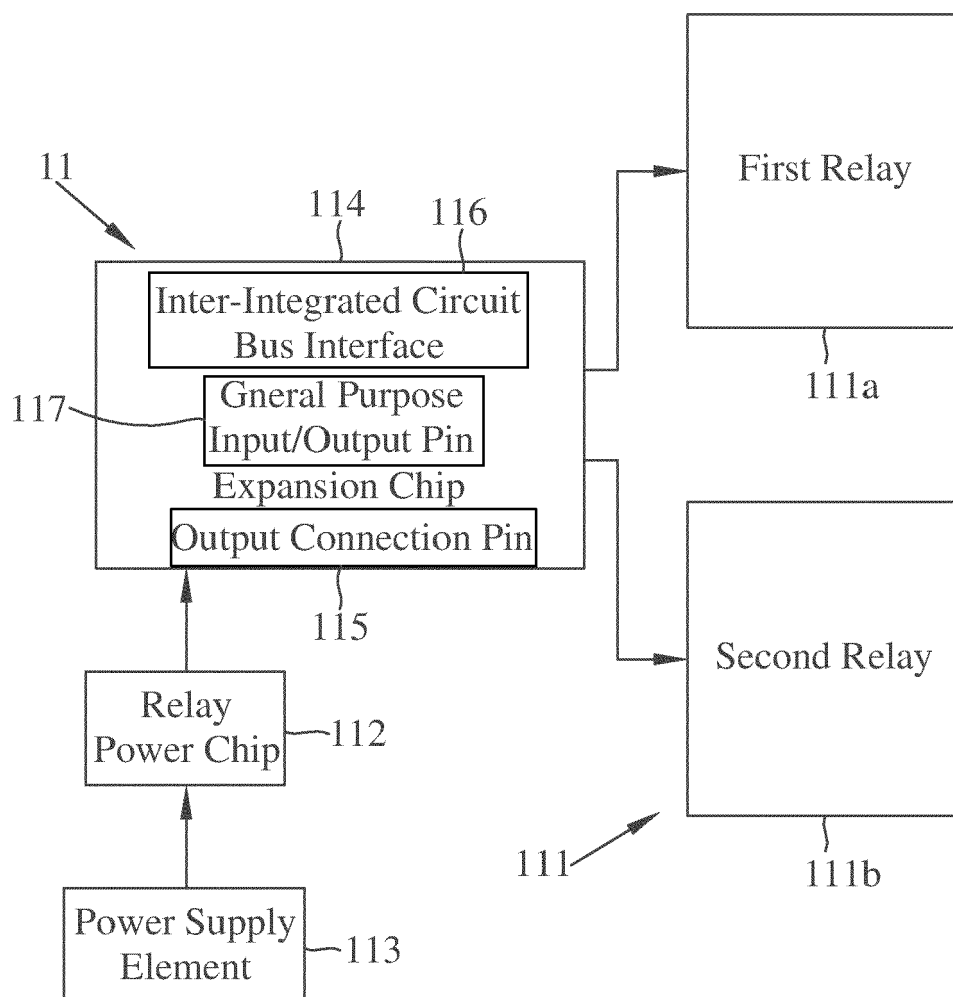 11
114
116
Inter-Integrated Circuit
Bus Interface
117
Gneral Purpose
Input/Output Pin
Expansion Chip
Output Connection Pin
115
First Relay
111a
Relay
Power Chip
112
Second Relay
111
111b
Power Supply
Element
113